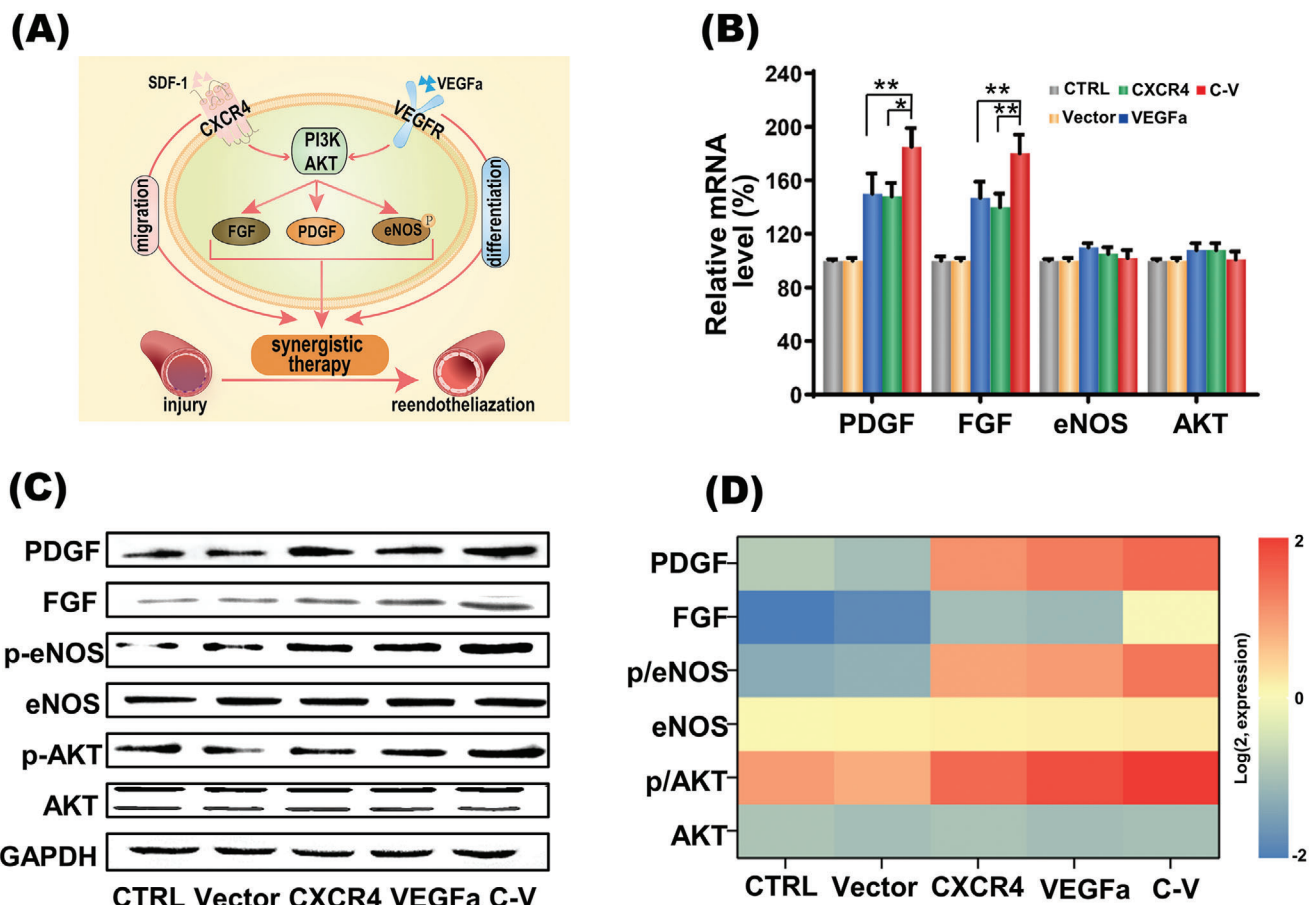 (A)
SDF-1
VEGFa
CXCR4
VEGFR
PI3K
AKT
migration
differentiation
FGF
PDGF
eNOS
P
synergistic
therapy
injury
reendotheliazation
(B)
Relative mRNA
level (%)
240
200
160
120
80
40
0
CTRL
CXCR4
C-V
Vector
VEGFa
**
*
**
**
PDGF
FGF
eNOS
AKT
(C)
PDGF
FGF
p-eNOS
eNOS
p-AKT
AKT
GAPDH
CTRL Vector CXCR4 VEGFa C-V
(D)
PDGF
FGF
p/eNOS
eNOS
p/AKT
AKT
CTRL Vector CXCR4 VEGFa C-V
2
0
-2
Log(2, expression)